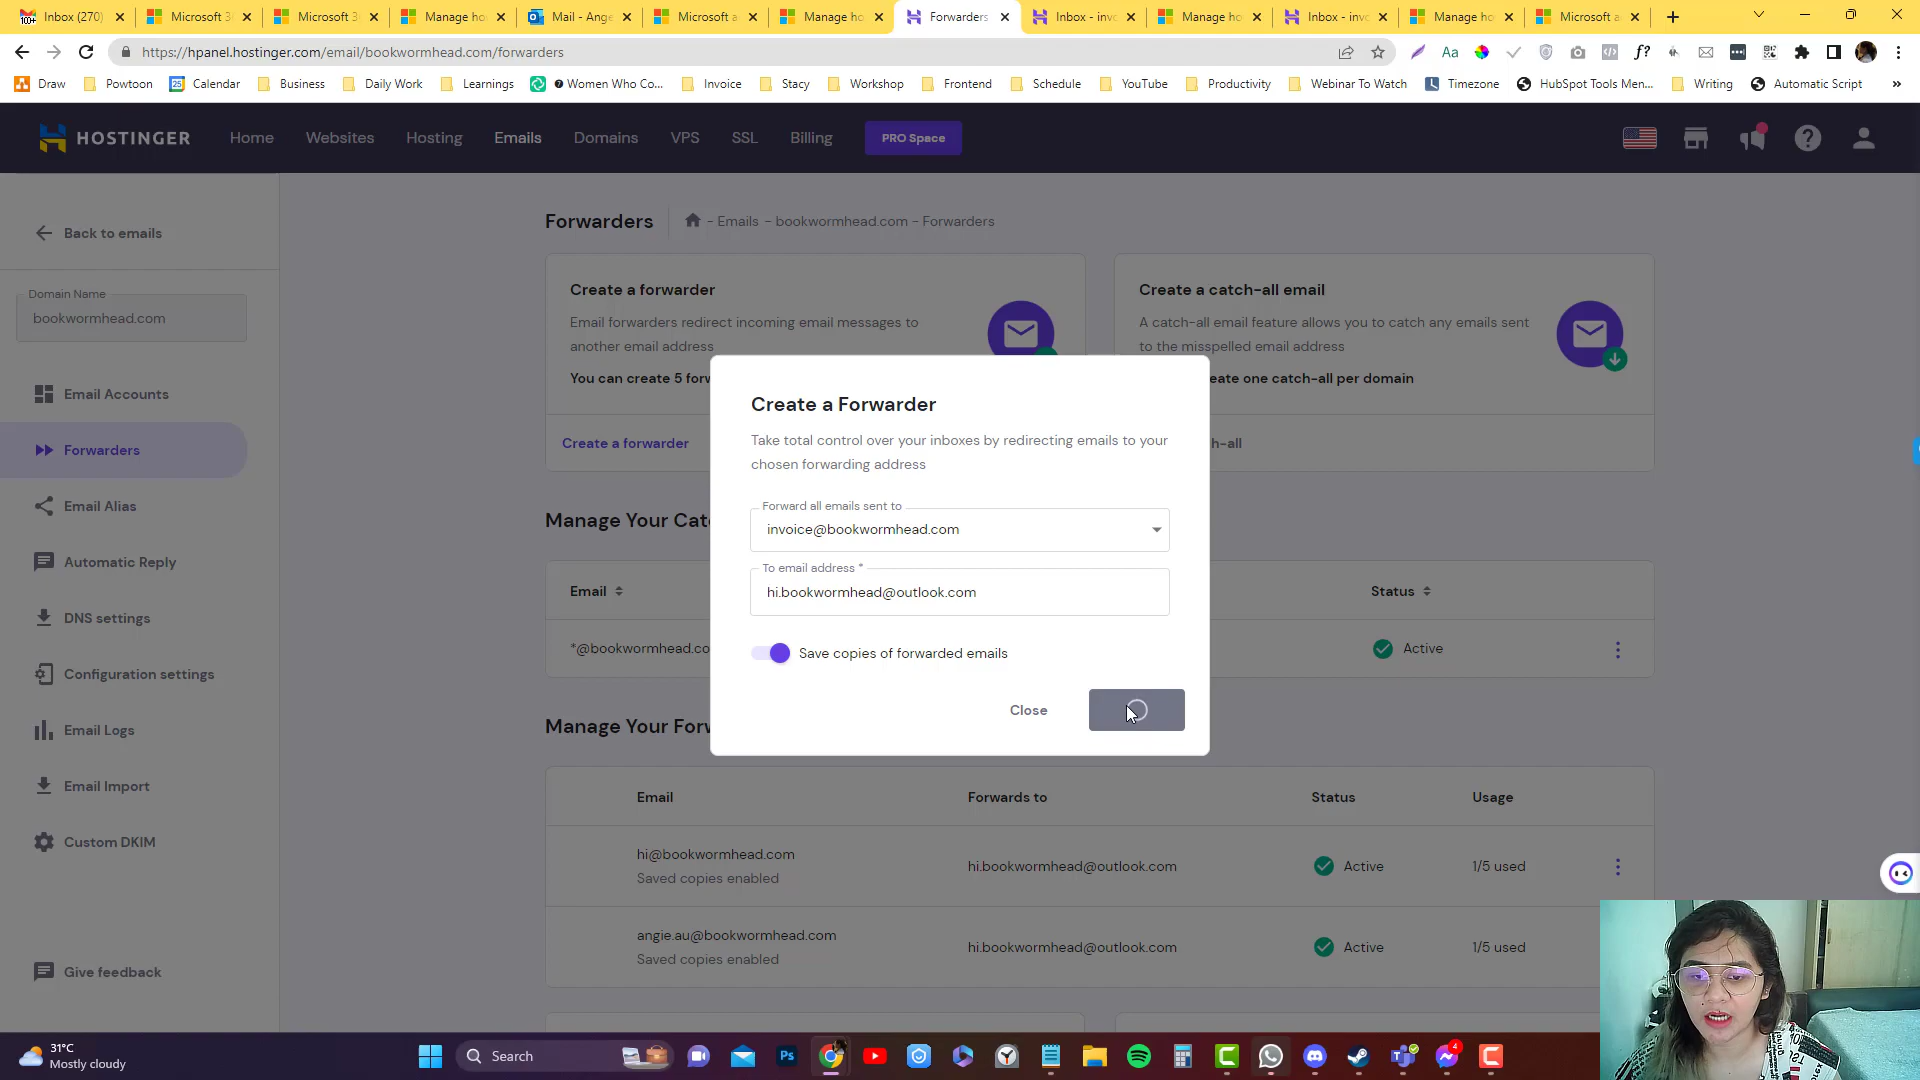 Inbox (270)
Microsoft 3
Microsoft 3
Manage ho
Mail - Ange
Microsoft a
Manage ho
Forwarders
Inbox - invo
Manage ho
Inbox - invo
Manage ho
Microsoft a
https://hpanel.hostinger.com/email/bookwormhead.com/forwarders
Draw
Powtoon
Calendar
Business
Daily Work
Learnings
Women Who Co...
Invoice
Stacy
Workshop
Frontend
Schedule
YouTube
Productivity
Webinar To Watch
Timezone
HubSpot Tools Men...
Writing
Automatic Script
HOSTINGER
Home
Websites
Hosting
Emails
Domains
VPS
SSL
Billing
PRO Space
Back to emails
Domain Name
bookwormhead.com
Email Accounts
Forwarders
Email Alias
Automatic Reply
DNS settings
Configuration settings
Email Logs
Email Import
Custom DKIM
Give feedback
Forwarders
- Emails - bookwormhead.com - Forwarders
Create a forwarder
Email forwarders redirect incoming email messages to
another email address
You can create 5 forw
Create a forwarder
Create a catch-all email
A catch-all email feature allows you to catch any emails sent
to the misspelled email address
eate one catch-all per domain
h-all
Create a Forwarder
Take total control over your inboxes by redirecting emails to your
chosen forwarding address
Forward all emails sent to
invoice@bookwormhead.com
To email address *
hi.bookwormhead@outlook.com
Save copies of forwarded emails
Close
Manage Your Cat
Email
Status
*@bookwormhead.co
Active
Manage Your Forw
Email
Forwards to
Status
Usage
hi@bookwormhead.com
Saved copies enabled
hi.bookwormhead@outlook.com
Active
1/5 used
angie.au@bookwormhead.com
Saved copies enabled
hi.bookwormhead@outlook.com
Active
1/5 used
31°C
Mostly cloudy
Search
4